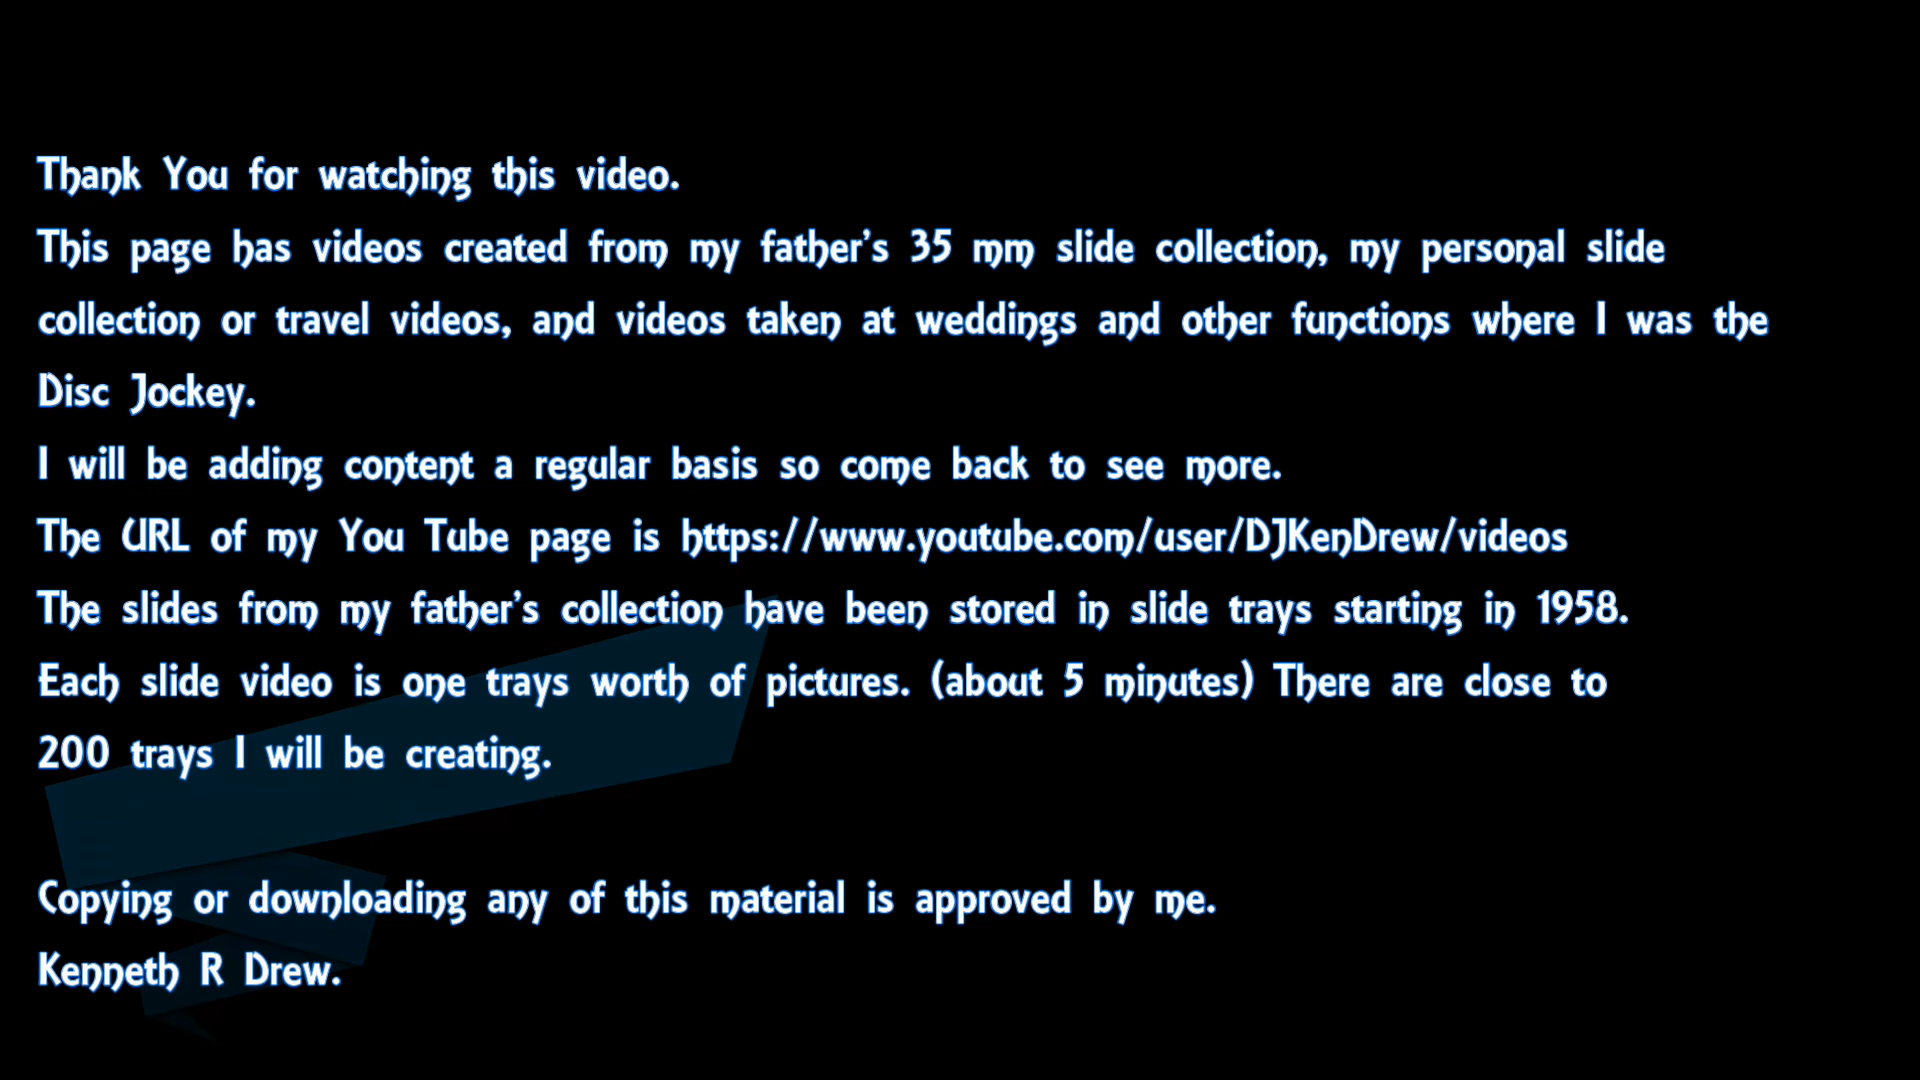 Thank You for watching this video.
This page has videos created from my father's 35 mm slide collection, my personal slide
collection or travel videos, and videos taken at weddings and other functions where I was the
Disc Jockey.
I will be adding content a regular basis so come back to see more.
The URL of my You Tube page is https://www.youtube.com/user/DJKenDrew/videos
The slides from my father's collection have been stored in slide trays starting in 1958.
Each slide video is one trays worth of pictures. (about 5 minutes) There are close to
200 trays I will be creating.
Copying or downloading any of this material is approved by me.
Kenneth R Drew.